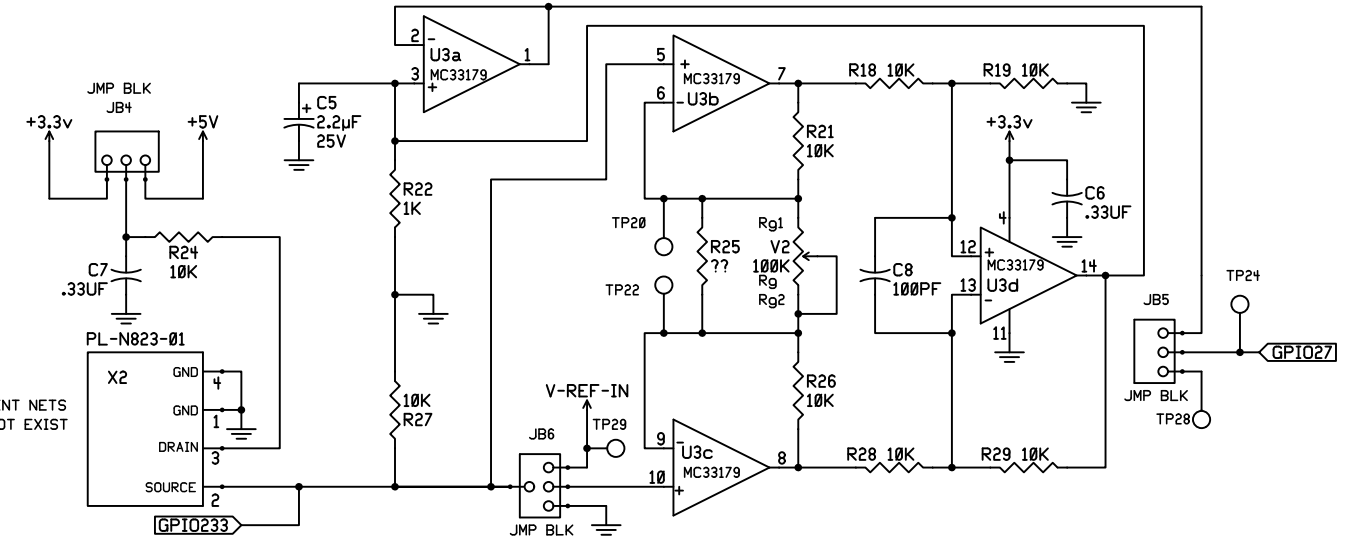 JMP BLK
JB4
+3.3v
+5V
R24
10K
C7
.33UF
PL-N823-01
X2
GND
4
GND
1
DRAIN
3
SOURCE
2
ENT NETS
OT EXIST
GPIO233
2
-
U3a
MC33179
3
+
1
+
C5
2.2µF
25V
R22
1K
10K
R27
V-REF-IN
TP29
JB6
JMP BLK
5
+
MC33179
6
-
U3b
7
R21
10K
TP20
TP22
R25
??
Rg1
V2
100K
Rg
Rg2
R26
10K
9
-
U3c
MC33179
10
+
8
R18 10K
R19 10K
+3.3v
C6
.33UF
4
12
+
MC33179
13
-
U3d
14
11
C8
100PF
R28 10K
R29 10K
JB5
JMP BLK
TP24
GPIO27
TP28